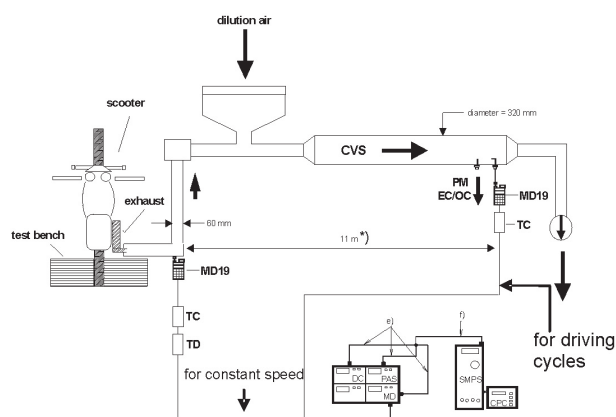 dilution air
scooter
diameter = 320 mm
CVS
PM
EC/OC
MD19
exhaust
60 mm
TC
test bench
11 m *)
MD19
TC
TD
for constant speed
for driving
cycles
e)
f)
DC
PAS
MD
SMPS
CPC